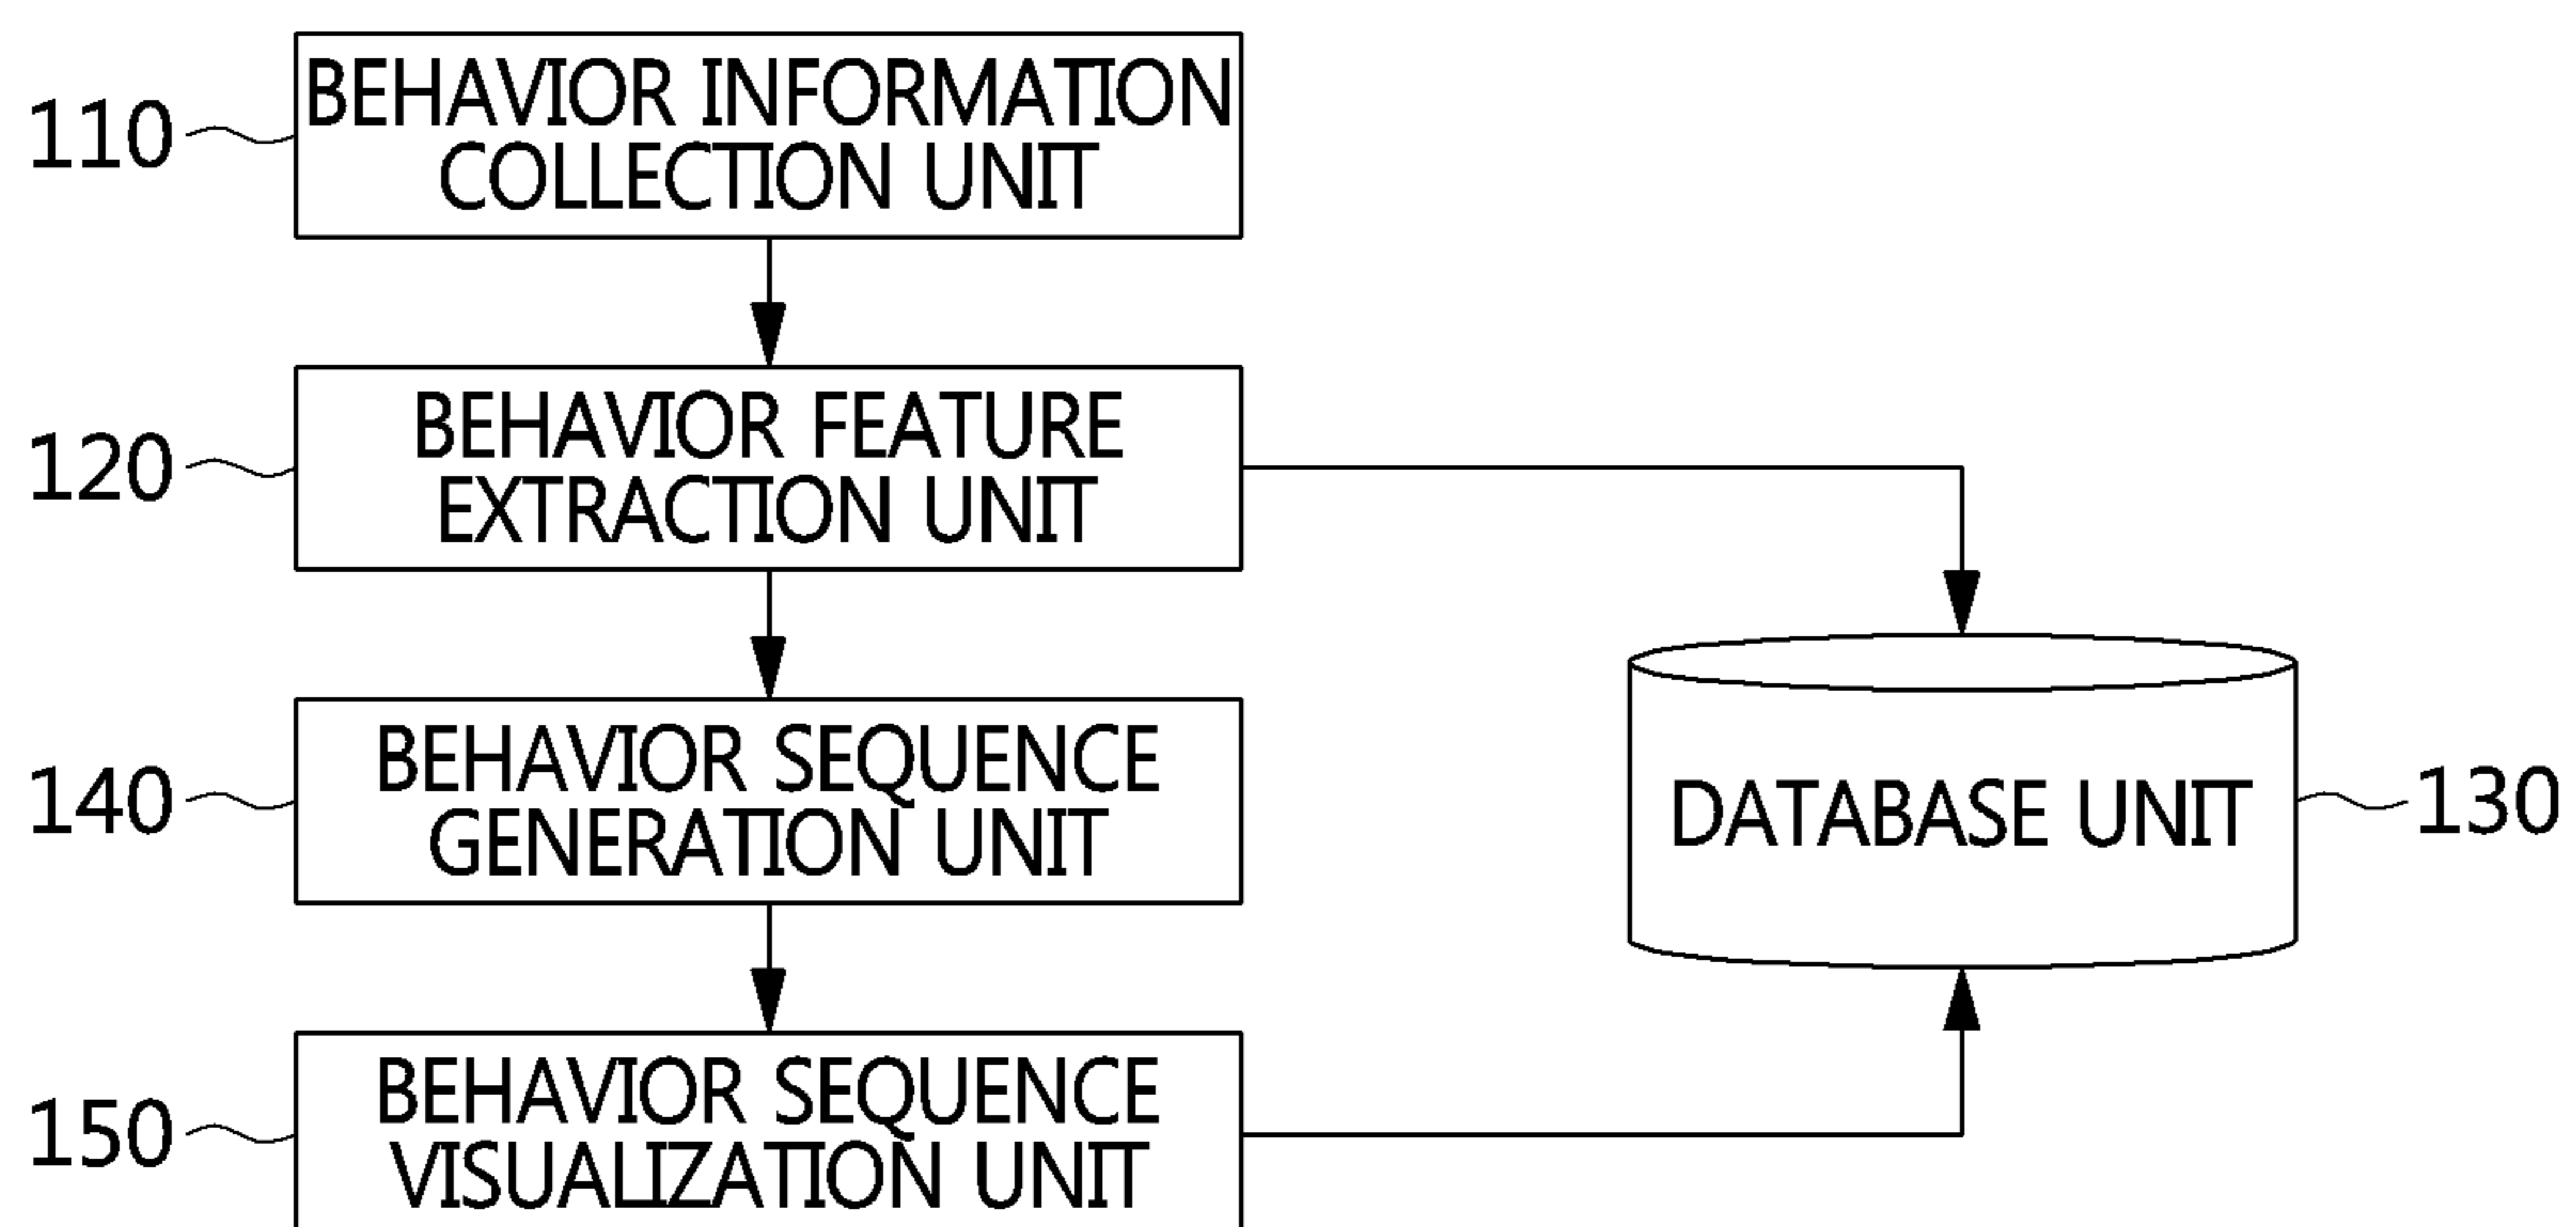 110
BEHAVIOR INFORMATION
COLLECTION UNIT
120
BEHAVIOR FEATURE
EXTRACTION UNIT
140
BEHAVIOR SEQUENCE
GENERATION UNIT
DATABASE UNIT
130
150
BEHAVIOR SEQUENCE
VISUALIZATION UNIT